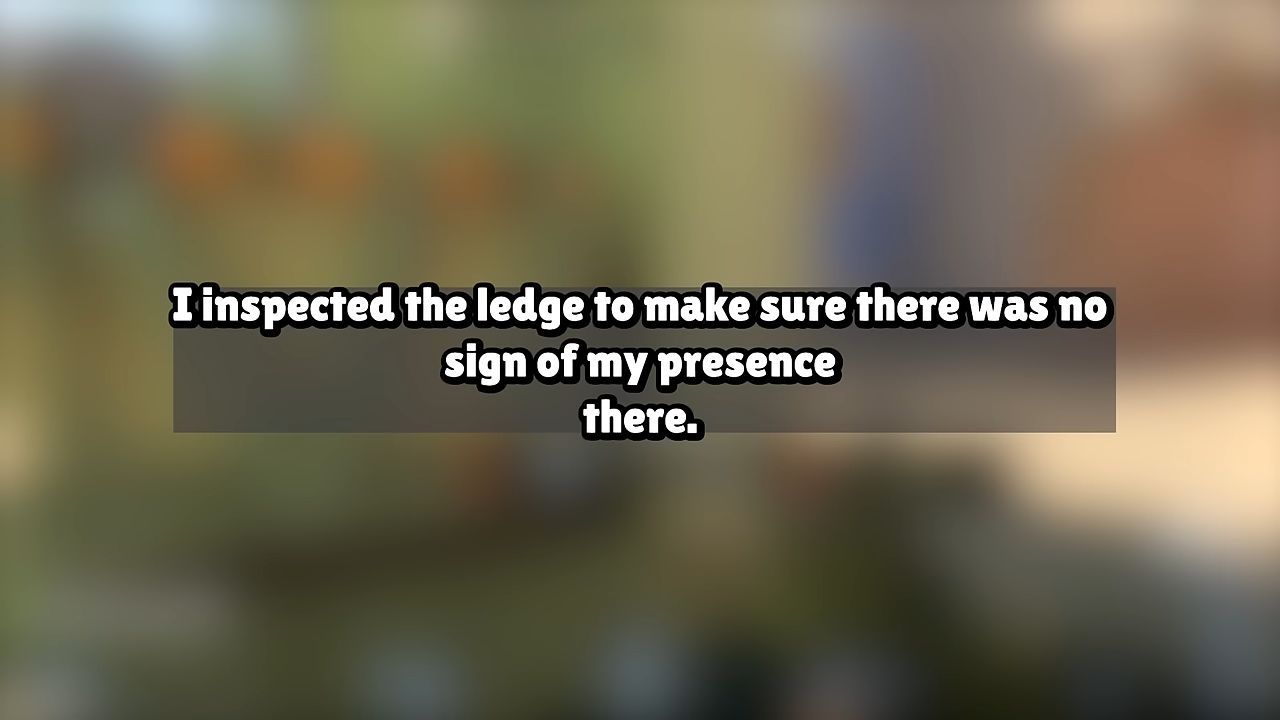 I inspected the ledge to make sure there was no
sign of my presence
there.